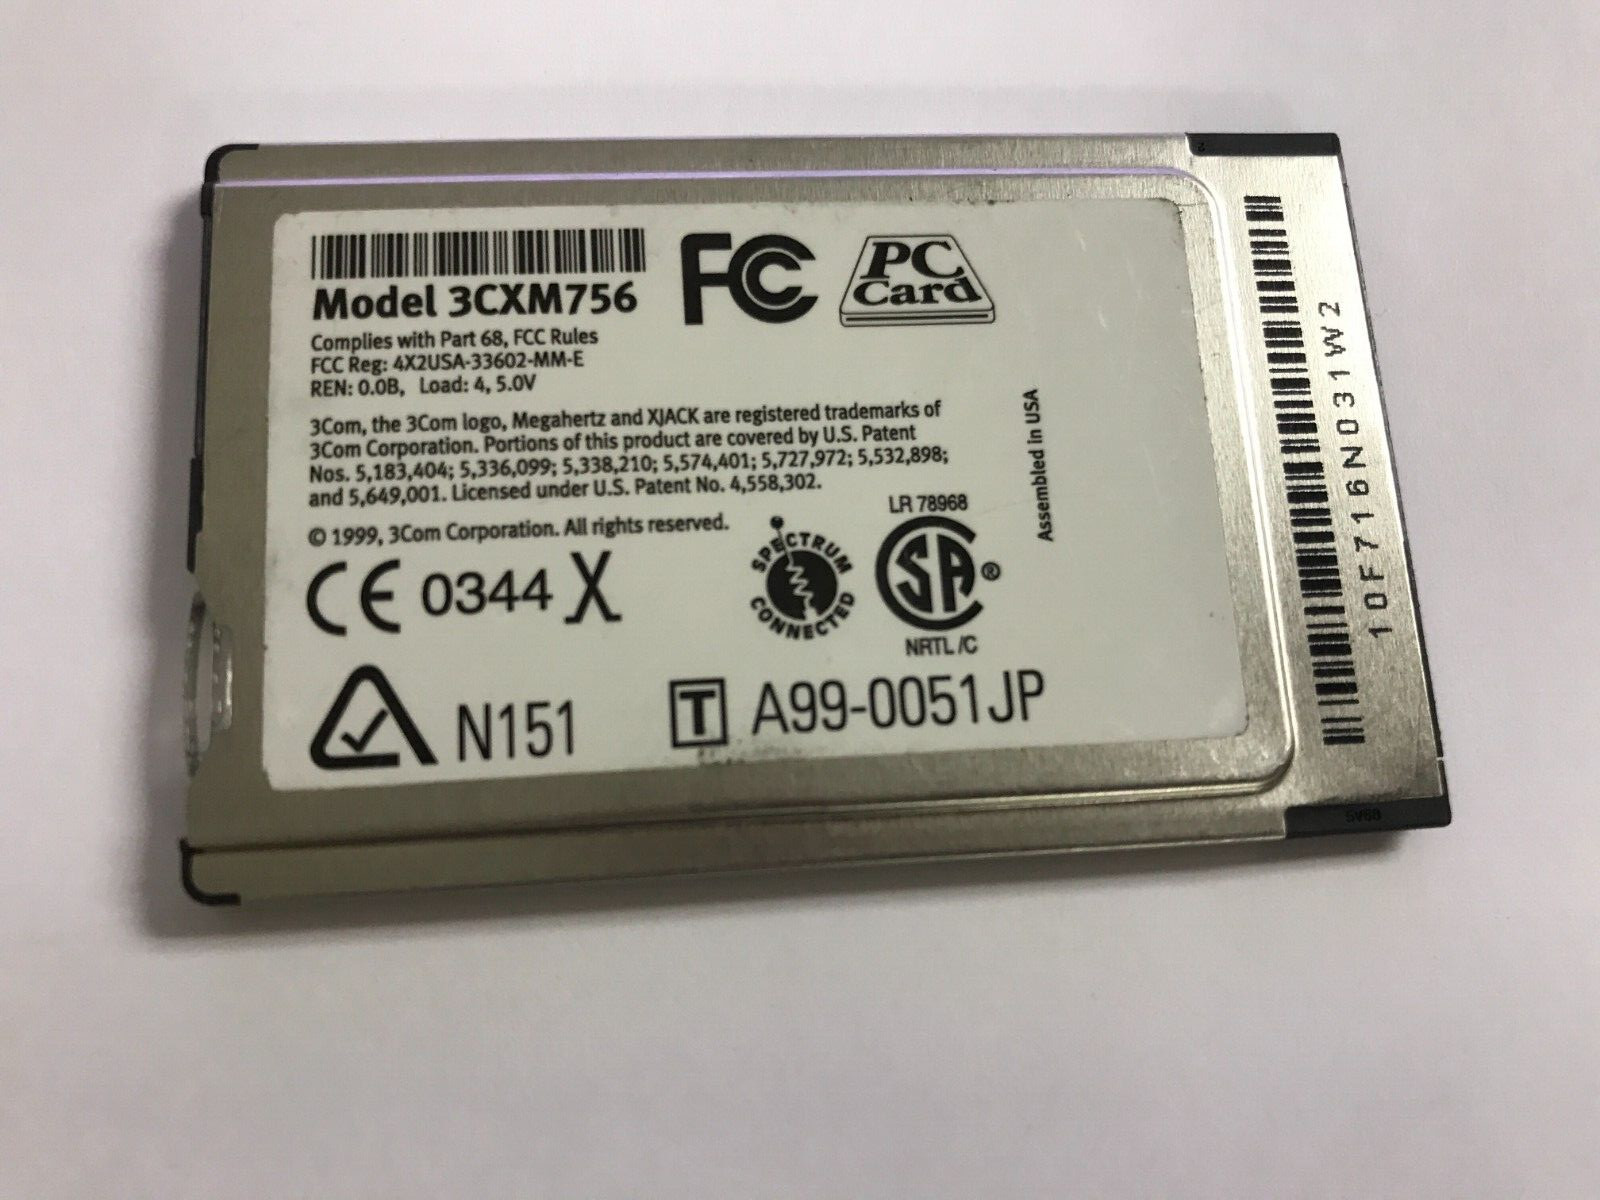 Model 3CXM756
FC
PC
Card
Complies with Part 68, FCC Rules
FCC Reg: 4X2USA-33602-MM-E
REN: 0.0B, Load: 4, 5.0V
3Com, the 3Com logo, Megahertz and XJACK are registered trademarks of
3Com Corporation. Portions of this product are covered by U.S. Patent
Nos. 5,183,404; 5,336,099; 5,338,210; 5,574,401; 5,727,972; 5,532,898;
and 5,649,001. Licensed under U.S. Patent No. 4,558,302.
© 1999, 3Com Corporation. All rights reserved.
CE 0344 X
SPECTRUM
CONNECTED
LR 78968
SA ®
NRTL/C
N151
T A99-0051JP
Assembled in USA
10F716N031W2
2
5V68